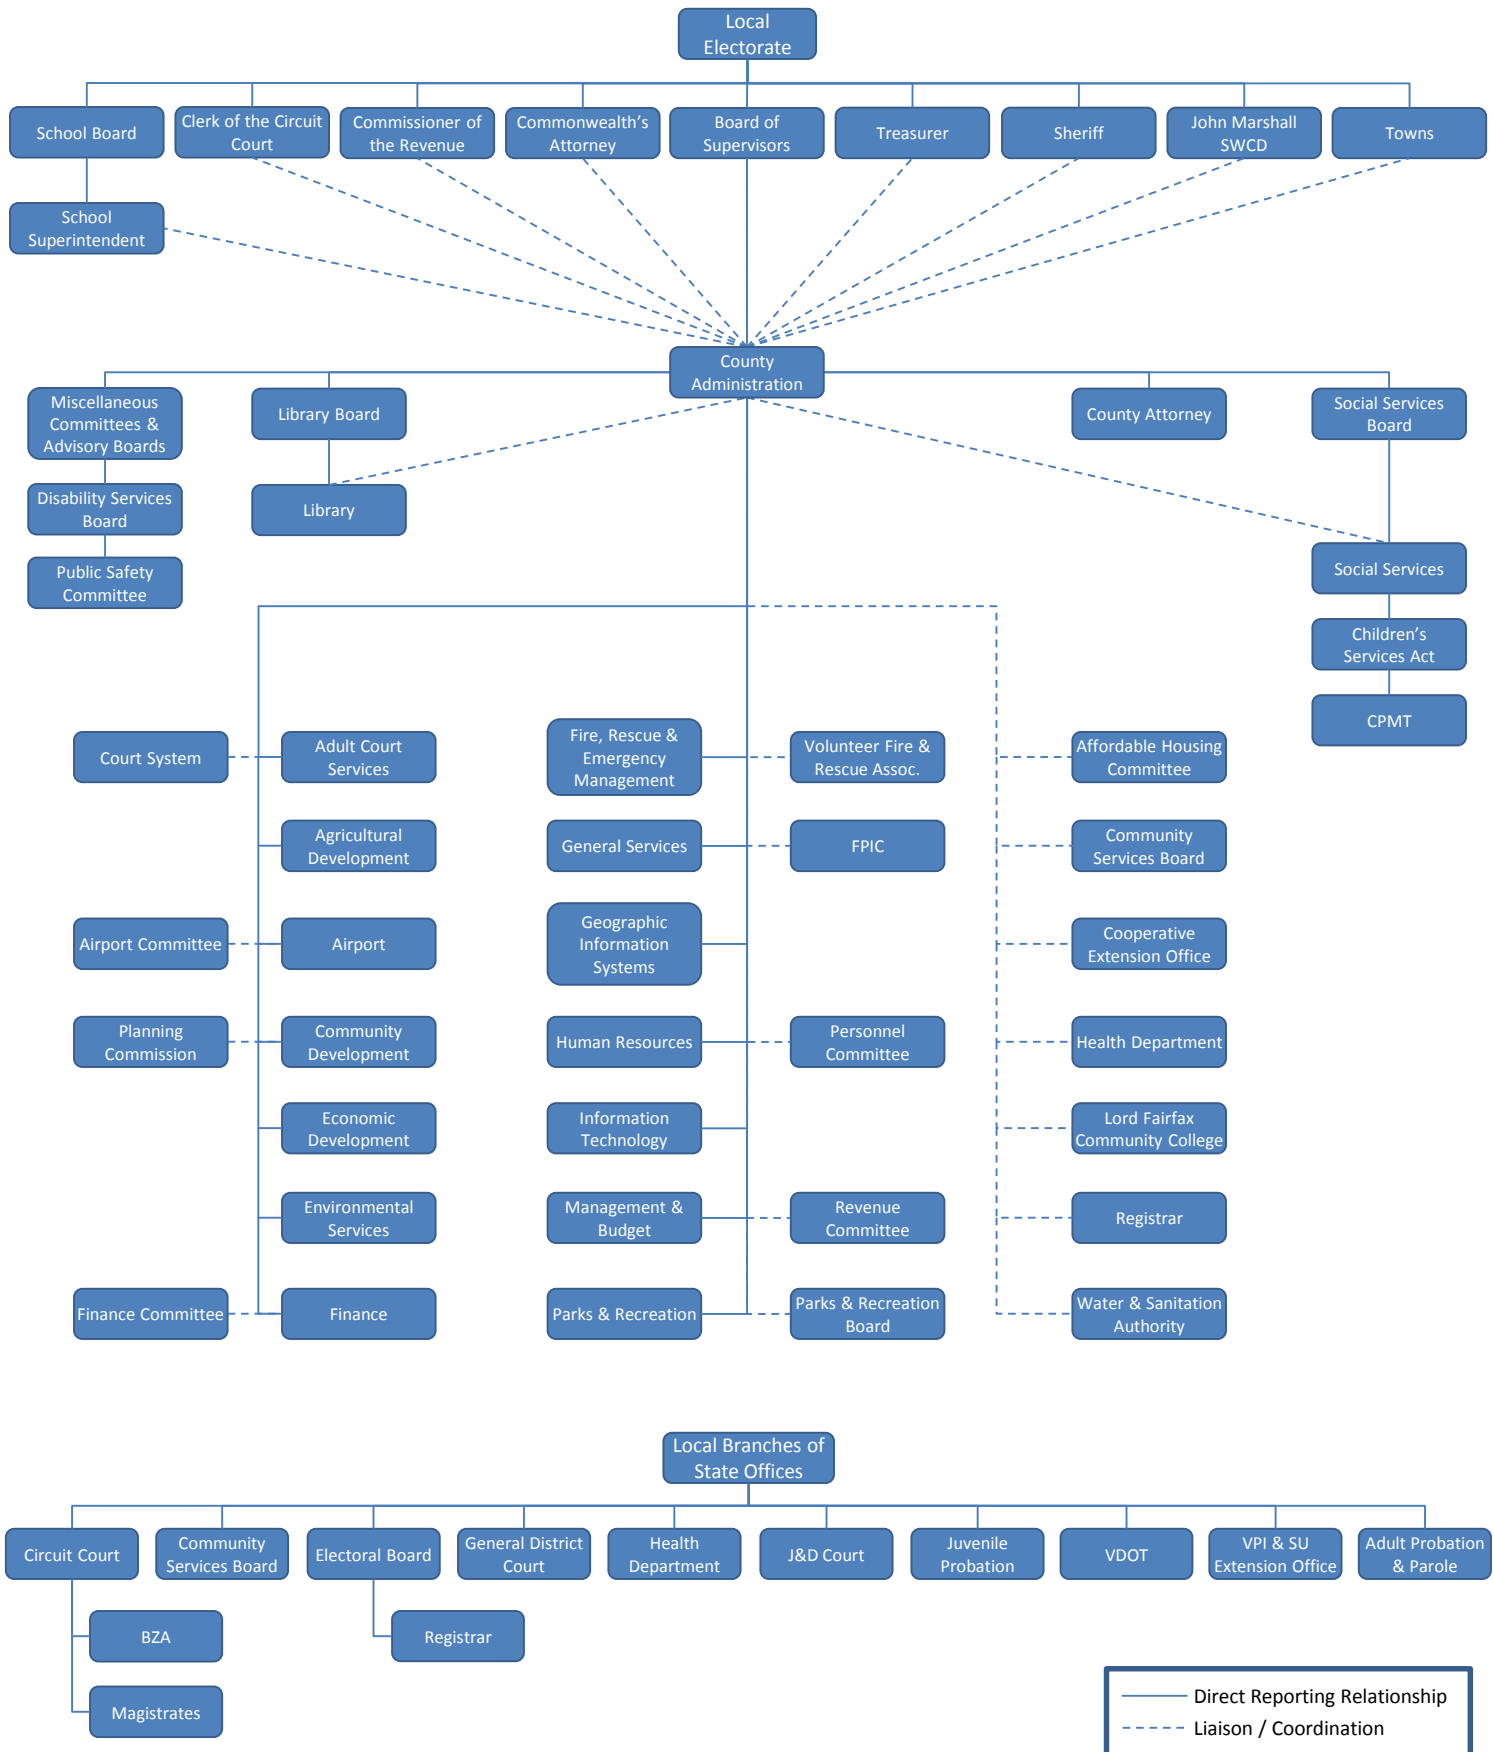 Local
Electorate
School Board
Clerk of the Circuit
Court
Commissioner of
the Revenue
Commonwealth's
Attorney
Board of
Supervisors
Treasurer
Sheriff
John Marshall
SWCD
Towns
School
Superintendent
County
Administration
Miscellaneous
Committees &
Advisory Boards
Library Board
County Attorney
Social Services
Board
Disability Services
Board
Library
Public Safety
Committee
Social Services
Children's
Services Act
CPMT
Court System
Adult Court
Services
Fire, Rescue &
Emergency
Management
Volunteer Fire &
Rescue Assoc.
Affordable Housing
Committee
Agricultural
Development
General Services
FPIC
Community
Services Board
Airport Committee
Airport
Geographic
Information
Systems
Cooperative
Extension Office
Planning
Commission
Community
Development
Human Resources
Personnel
Committee
Health Department
Economic
Development
Information
Technology
Lord Fairfax
Community College
Environmental
Services
Management &
Budget
Revenue
Committee
Registrar
Finance Committee
Finance
Parks & Recreation
Parks & Recreation
Board
Water & Sanitation
Authority
Local Branches of
State Offices
Circuit Court
Community
Services Board
Electoral Board
General District
Court
Health
Department
J&D Court
Juvenile
Probation
VDOT
VPI & SU
Extension Office
Adult Probation
& Parole
BZA
Registrar
Magistrates
Direct Reporting Relationship
Liaison / Coordination